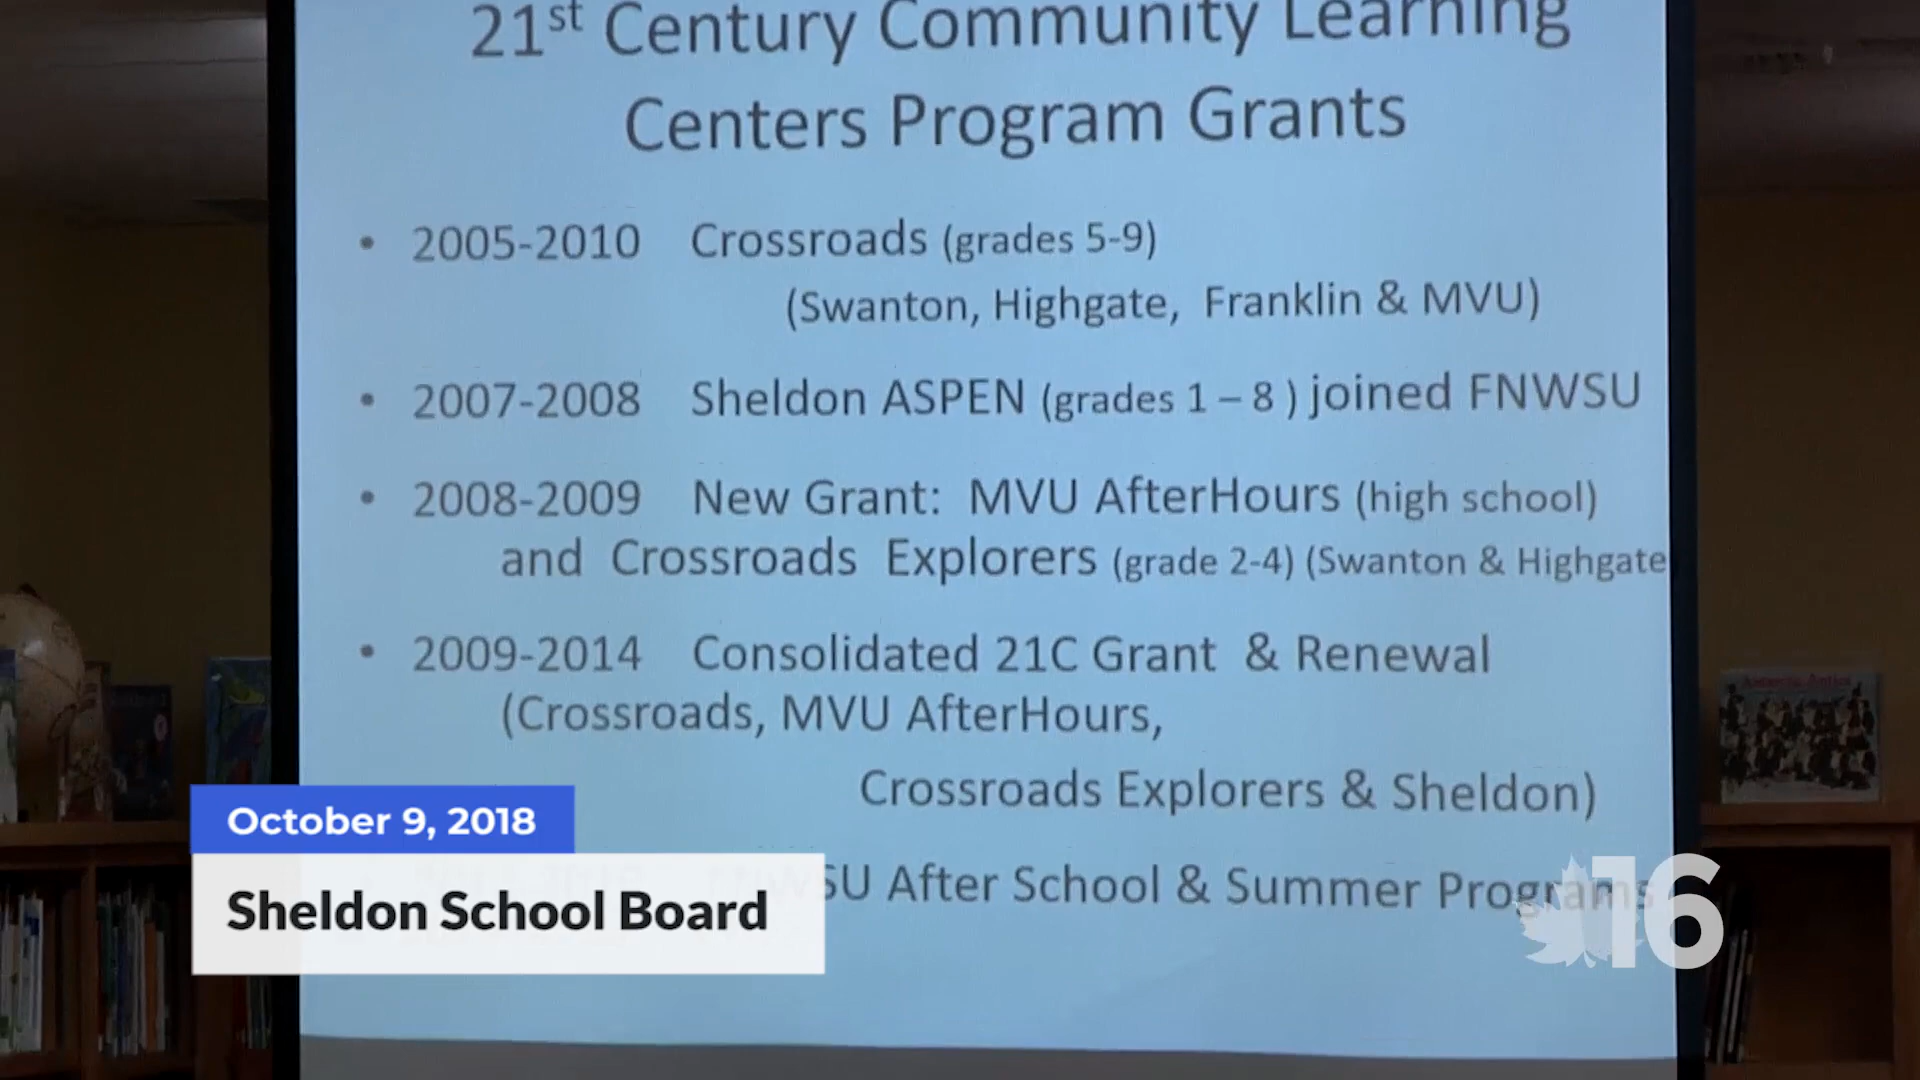 21st Century Community Learning
Centers Program Grants
• 2005-2010 Crossroads (grades 5-9)
(Swanton, Highgate, Franklin & MVU)
• 2007-2008 Sheldon ASPEN (grades 1 – 8 ) joined FNWSU
• 2008-2009 New Grant: MVU AfterHours (high school)
and Crossroads Explorers (grade 2-4) (Swanton & Highgate
• 2009-2014 Consolidated 21C Grant & Renewal
(Crossroads, MVU AfterHours,
Crossroads Explorers & Sheldon)
SU After School & Summer Programs
October 9, 2018
Sheldon School Board
16